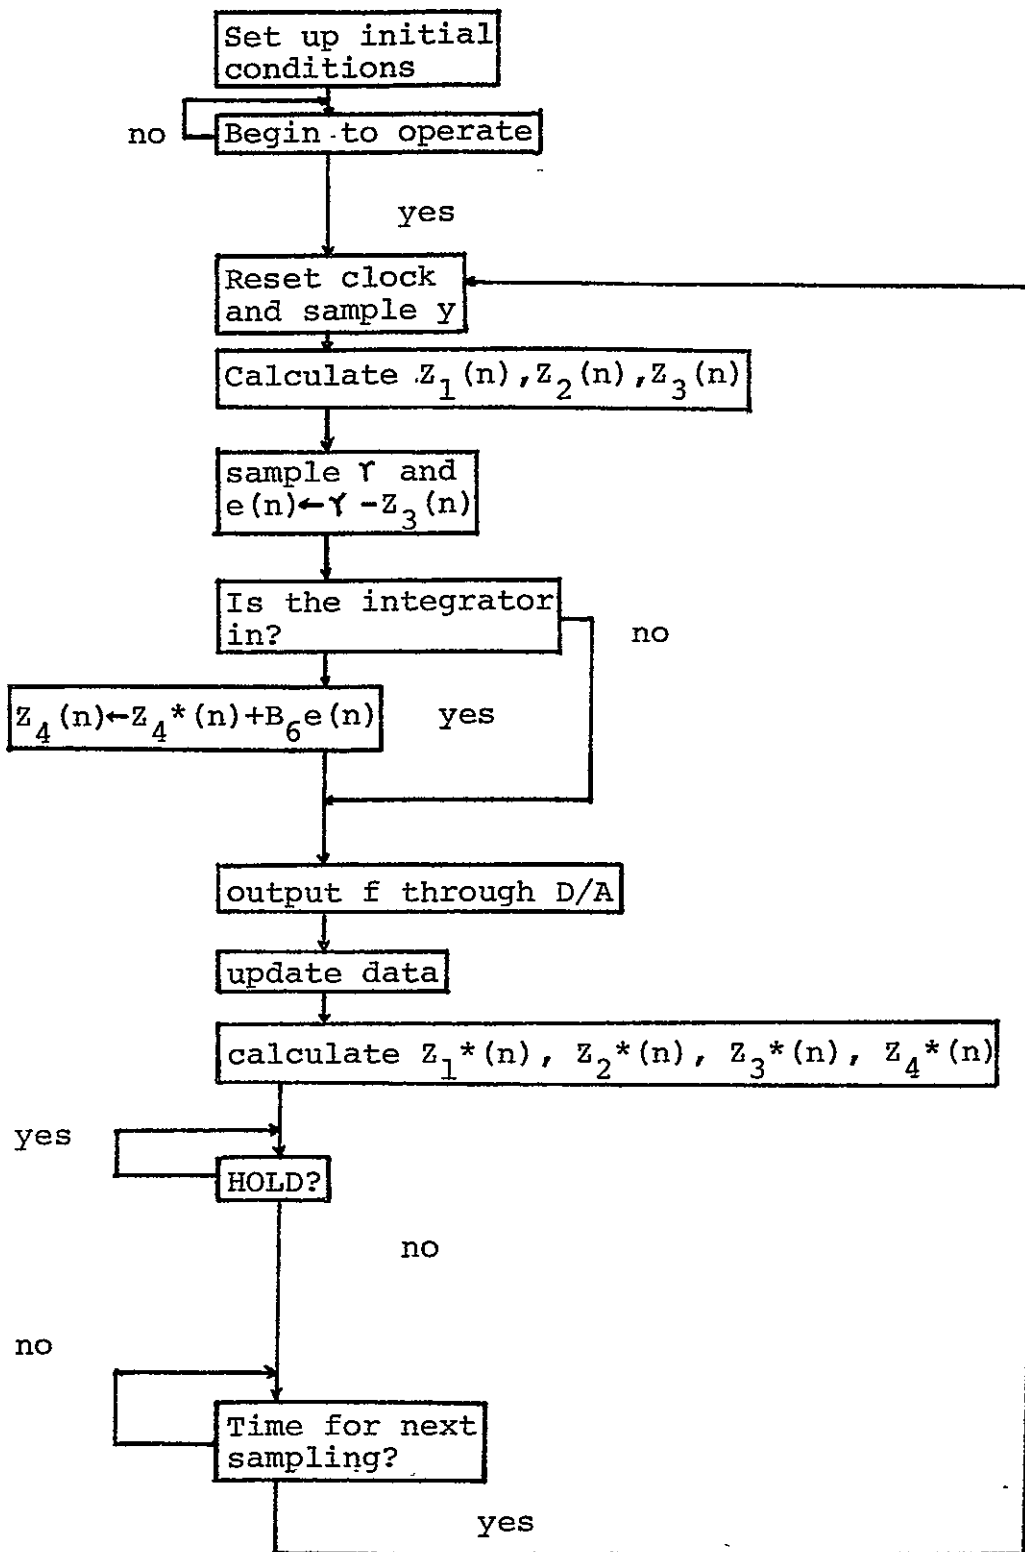 Set up initial
conditions
no
Begin to operate
yes
Reset clock
and sample y
Calculate Z₁(n),Z₂(n),Z₃(n)
sample γ and
e(n)←γ-Z₃(n)
Is the integrator
in?
no
Z₄(n)←Z₄*(n)+B₆e(n)
yes
output f through D/A
update data
calculate Z₁*(n), Z₂*(n), Z₃*(n), Z₄*(n)
yes
HOLD?
no
no
Time for next
sampling?
yes